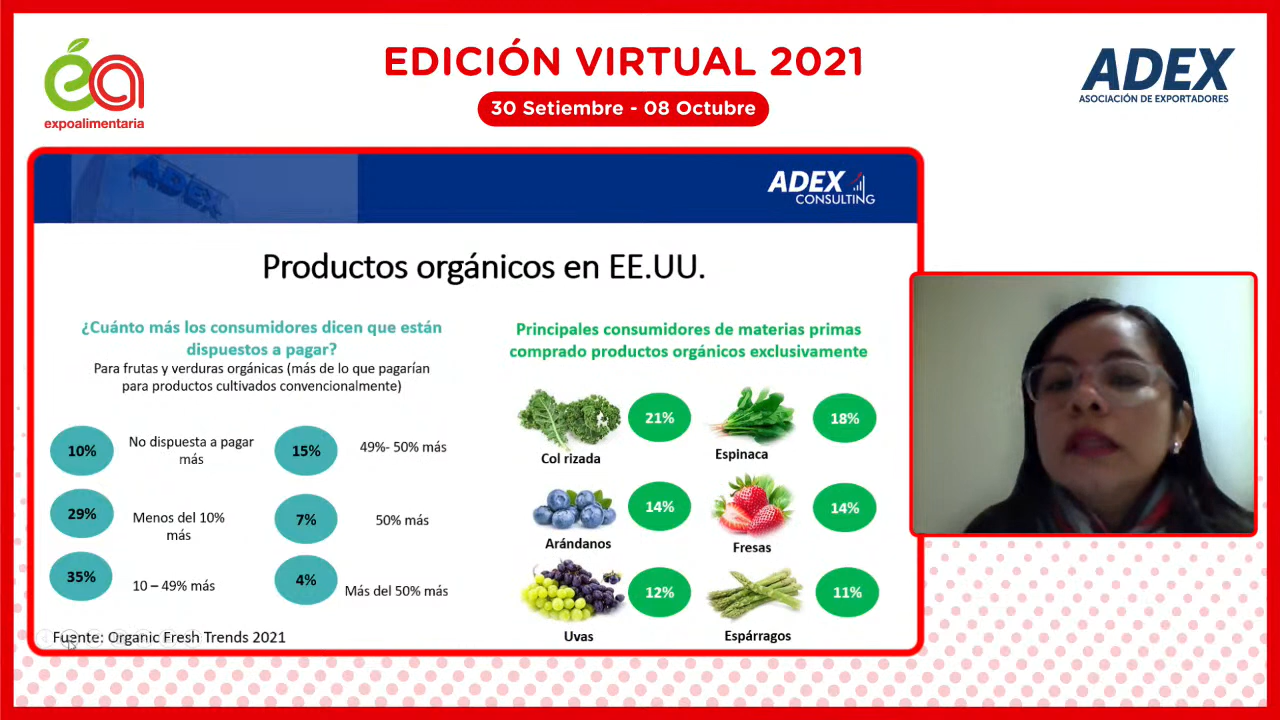 EDICIÓN VIRTUAL 2021
30 Setiembre - 08 Octubre
éa
expoalimentaria
ADEX
ASOCIACIÓN DE EXPORTADORES
ADEX
ADEX
CONSULTING
Productos orgánicos en EE.UU.
¿Cuánto más los consumidores dicen que están
dispuestos a pagar?
Para frutas y verduras orgánicas (más de lo que pagarían
para productos cultivados convencionalmente)
10%
No dispuesta a pagar
más
15%
49%- 50% más
29%
Menos del 10%
más
7%
50% más
35%
10 – 49% más
4%
Más del 50% más
Fuente: Organic Fresh Trends 2021
Principales consumidores de materias primas
comprado productos orgánicos exclusivamente
21%
Col rizada
18%
Espinaca
14%
Arándanos
14%
Fresas
12%
Uvas
11%
Espárragos